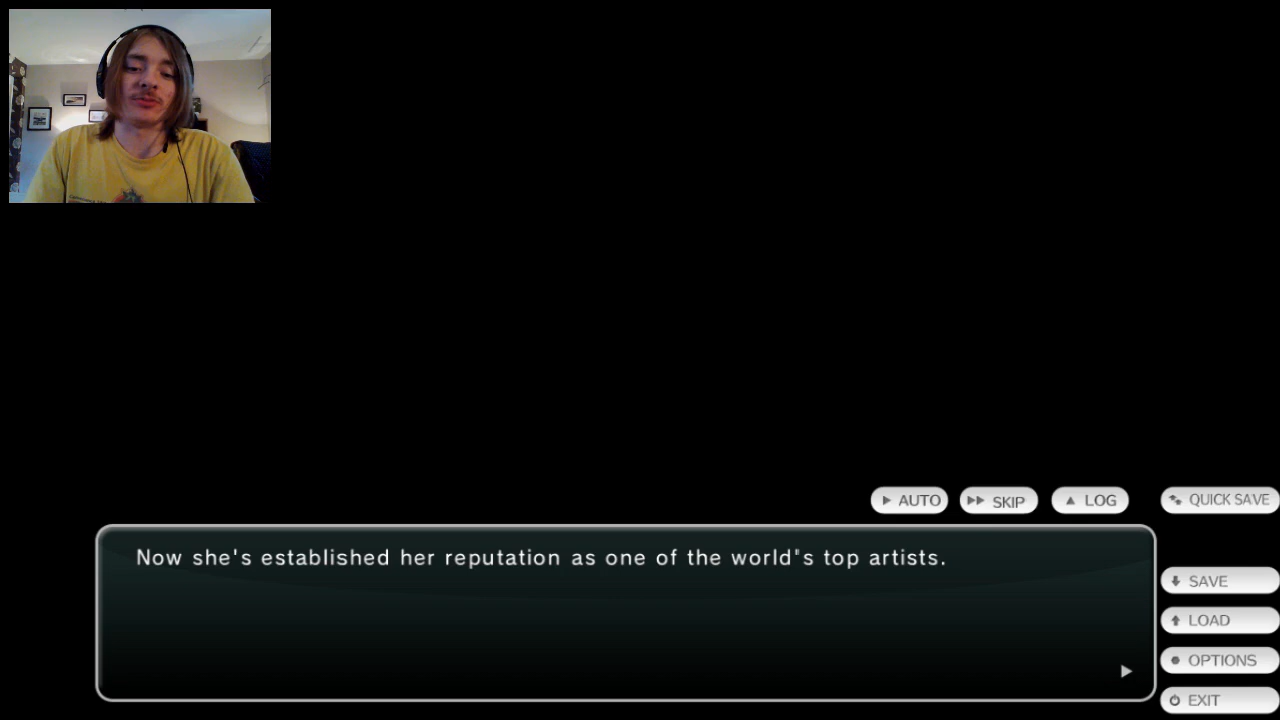 AUTO
SKIP
LOG
QUICK SAVE
Now she's established her reputation as one of the world's top artists.
SAVE
LOAD
OPTIONS
EXIT